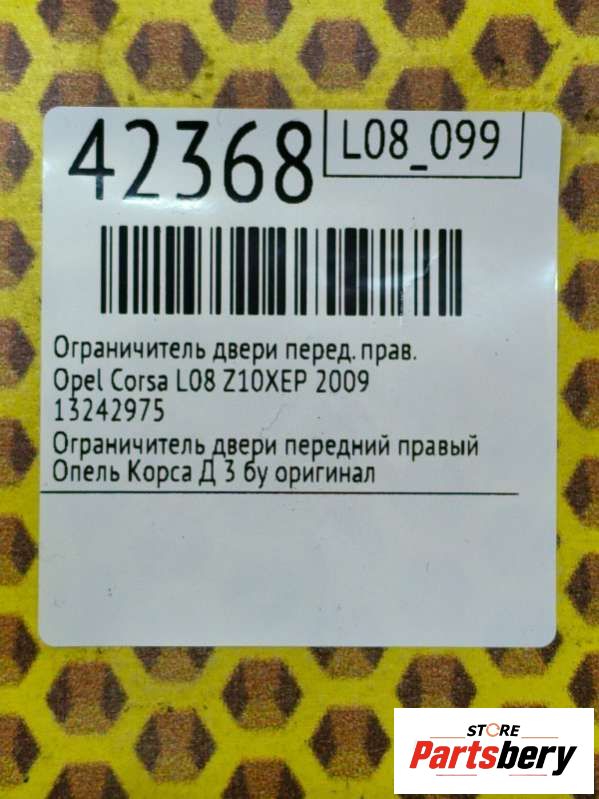 42368
L08_099
Ограничитель двери перед. прав.
Opel Corsa L08 Z10XEP 2009
13242975
Ограничитель двери передний правый
Опель Корса Д 3 бу оригинал
STORE
Partsbery